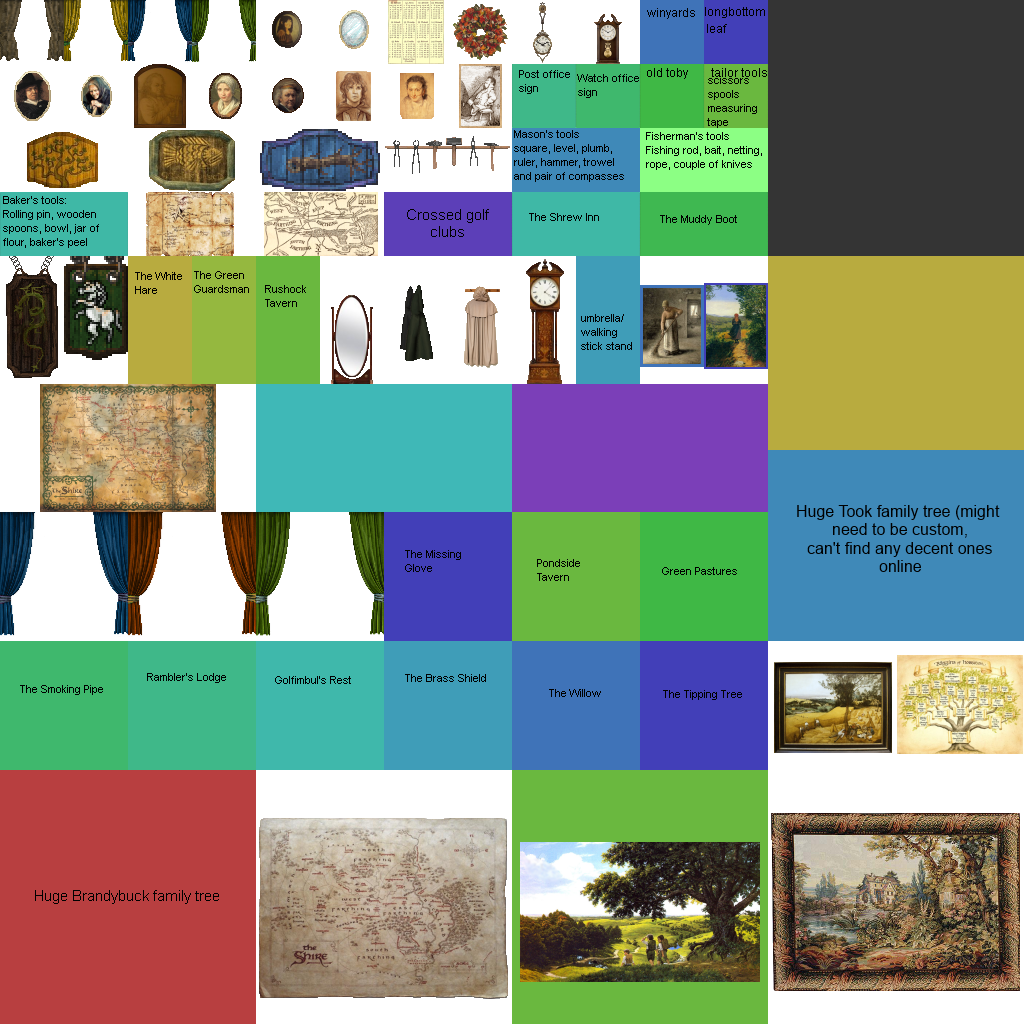 winyards
longbottom
leaf
Post office
sign
Watch office
sign
old toby
tailor tools
scissors
spools
measuring
tape
Mason's tools
square, level, plumb,
ruler, hammer, trowel
and pair of compasses
Fisherman's tools
Fishing rod, bait, netting,
rope, couple of knives
Baker's tools:
Rolling pin, wooden
spoons, bowl, jar of
flour, baker's peel
Crossed golf
clubs
The Shrew Inn
The Muddy Boot
The White
Hare
The Green
Guardsman
Rushock
Tavern
umbrella/
walking
stick stand
The Shire
Huge Took family tree (might
need to be custom,
can't find any decent ones
online
The Missing
Glove
Pondside
Tavern
Green Pastures
The Smoking Pipe
Rambler's Lodge
Golfimbul's Rest
The Brass Shield
The Willow
The Tipping Tree
Huge Brandybuck family tree
the
Shire